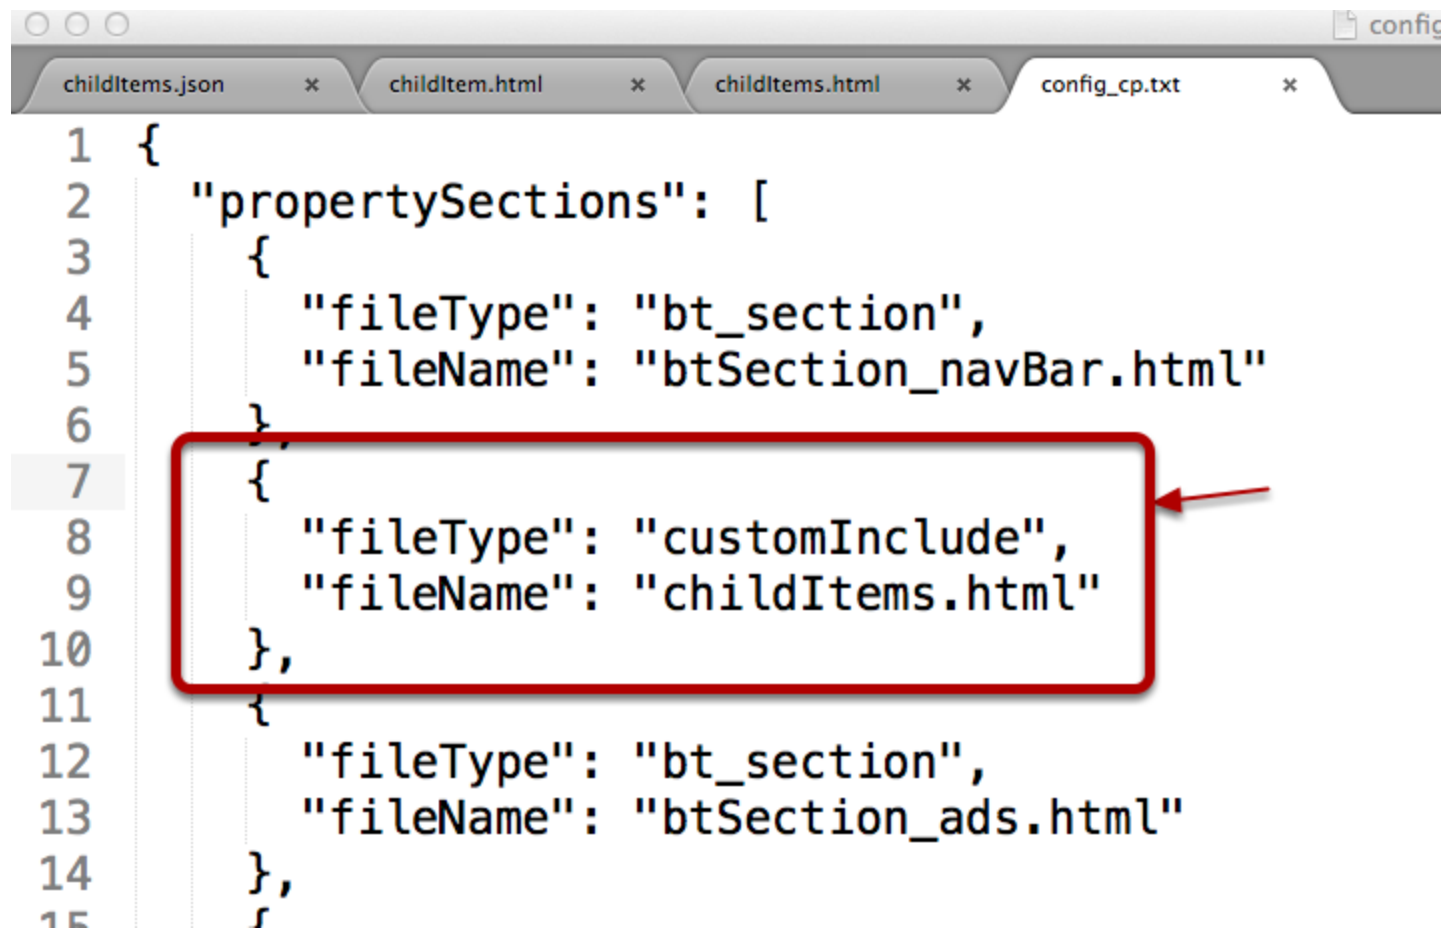 config
childItems.json × childItem.html × childItems.html × config_cp.txt ×
1 {
2 "propertySections": [
3 {
4 "fileType": "bt_section",
5 "fileName": "btSection_navBar.html"
6 },
7 {
8 "fileType": "customInclude",
9 "fileName": "childItems.html"
10 },
11 {
12 "fileType": "bt_section",
13 "fileName": "btSection_ads.html"
14 },
15 {